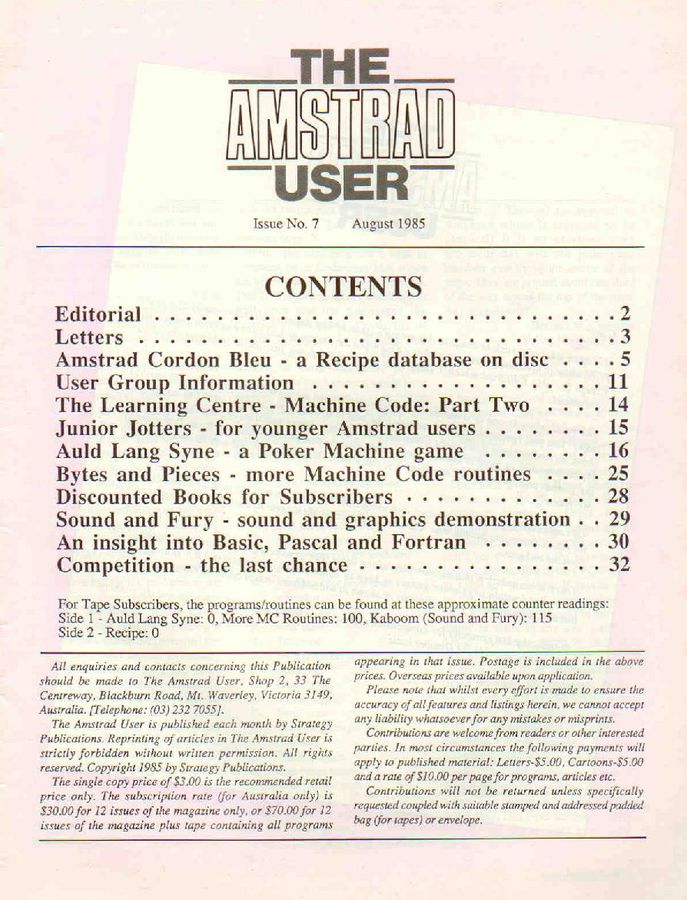 THE
AMSTRAD
USER
Issue No. 7 August 1985
CONTENTS
Editorial . . . . . . . . . . . . . . . . . . . . . . . . . . . . . . 2
Letters . . . . . . . . . . . . . . . . . . . . . . . . . . . . . . . 3
Amstrad Cordon Bleu - a Recipe database on disc . . . . 5
User Group Information . . . . . . . . . . . . . . . . . . . 11
The Learning Centre - Machine Code: Part Two . . . . 14
Junior Jotters - for younger Amstrad users . . . . . . . . 15
Auld Lang Syne - a Poker Machine game . . . . . . . . 16
Bytes and Pieces - more Machine Code routines . . . . 25
Discounted Books for Subscribers . . . . . . . . . . . . . 28
Sound and Fury - sound and graphics demonstration . . 29
An insight into Basic, Pascal and Fortran . . . . . . . . 30
Competition - the last chance . . . . . . . . . . . . . . . . 32
For Tape Subscribers, the programs/routines can be found at these approximate counter readings:
Side 1 - Auld Lang Syne: 0, More MC Routines: 100, Kaboom (Sound and Fury): 115
Side 2 - Recipe: 0
All enquiries and contacts concerning this Publication
should be made to The Amstrad User, Shop 2, 33 The
Centreway, Blackburn Road, Mt. Waverley, Victoria 3149,
Australia. [Telephone: (03) 232 7055].
The Amstrad User is published each month by Strategy
Publications. Reprinting of articles in The Amstrad User is
strictly forbidden without written permission. All rights
reserved. Copyright 1985 by Strategy Publications.
The single copy price of $3.00 is the recommended retail
price only. The subscription rate (for Australia only) is
$30.00 for 12 issues of the magazine only, or $70.00 for 12
issues of the magazine plus tape containing all programs
appearing in that issue. Postage is included in the above
prices. Overseas prices available upon application.
Please note that whilst every effort is made to ensure the
accuracy of all features and listings herein, we cannot accept
any liability whatsoever for any mistakes or misprints.
Contributions are welcome from readers or other interested
parties. In most circumstances the following payments will
apply to published material: Letters-$5.00, Cartoons-$5.00
and a rate of $10.00 per page for programs, articles etc.
Contributions will not be returned unless specifically
requested coupled with suitable stamped and addressed padded
bag (for tapes) or envelope.